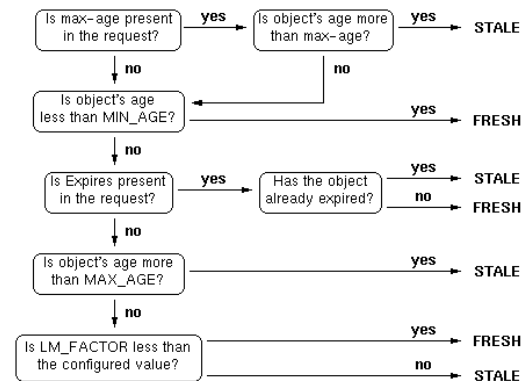 Is max-age present
in the request?
yes
Is object's age more
than max-age?
yes
STALE
no
no
Is object's age
less than MIN_AGE?
yes
FRESH
no
Is Expires present
in the request?
yes
Has the object
already expired?
yes
STALE
no
FRESH
no
Is object's age more
than MAX_AGE?
yes
STALE
no
Is LM_FACTOR less than
the configured value?
yes
FRESH
no
STALE